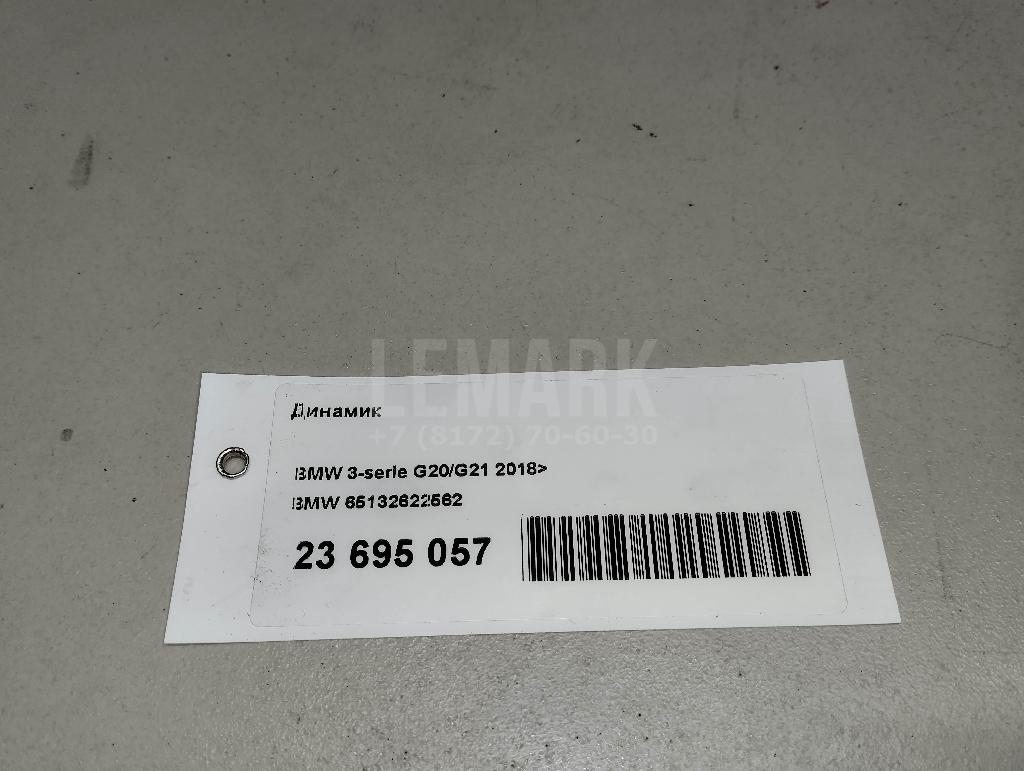 LEMARK
+7 (8172) 70-60-30
Динамик
BMW 3-serie G20/G21 2018>
BMW 65132622562
23 695 057